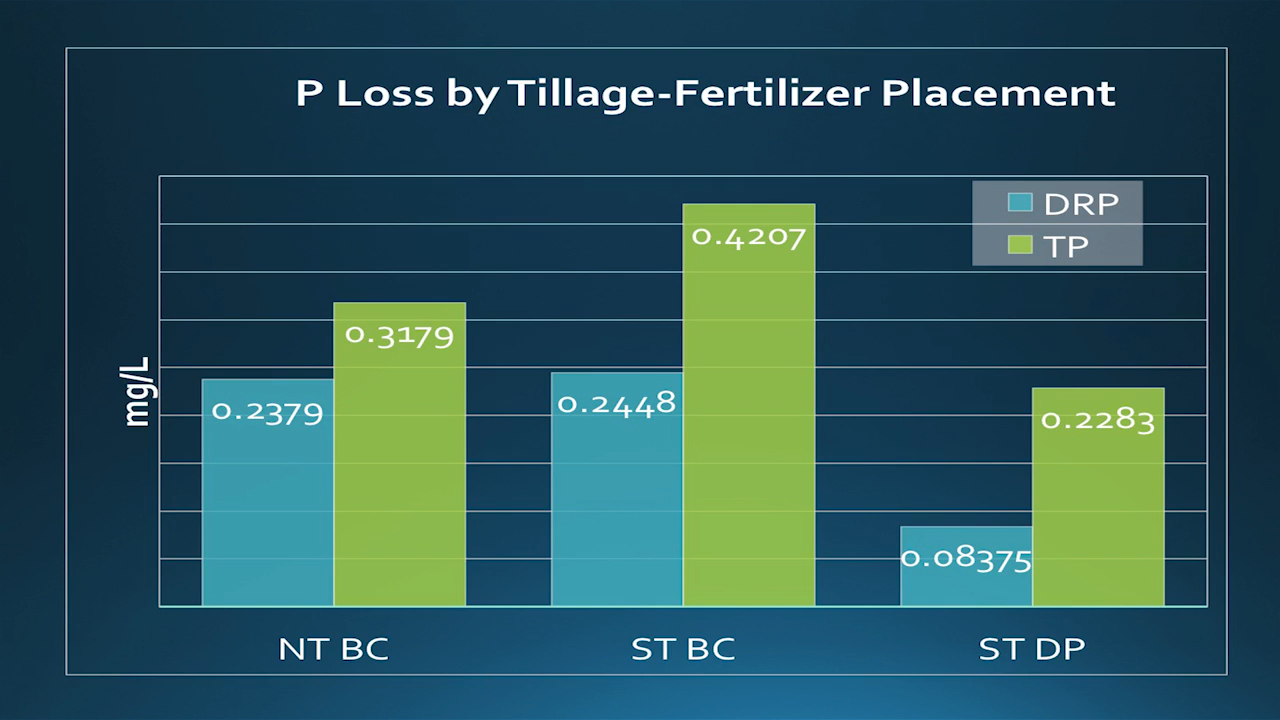 P Loss by Tillage-Fertilizer Placement
DRP
TP
mg/L
0.2379
0.3179
0.2448
0.4207
0.08375
0.2283
NT BC
ST BC
ST DP